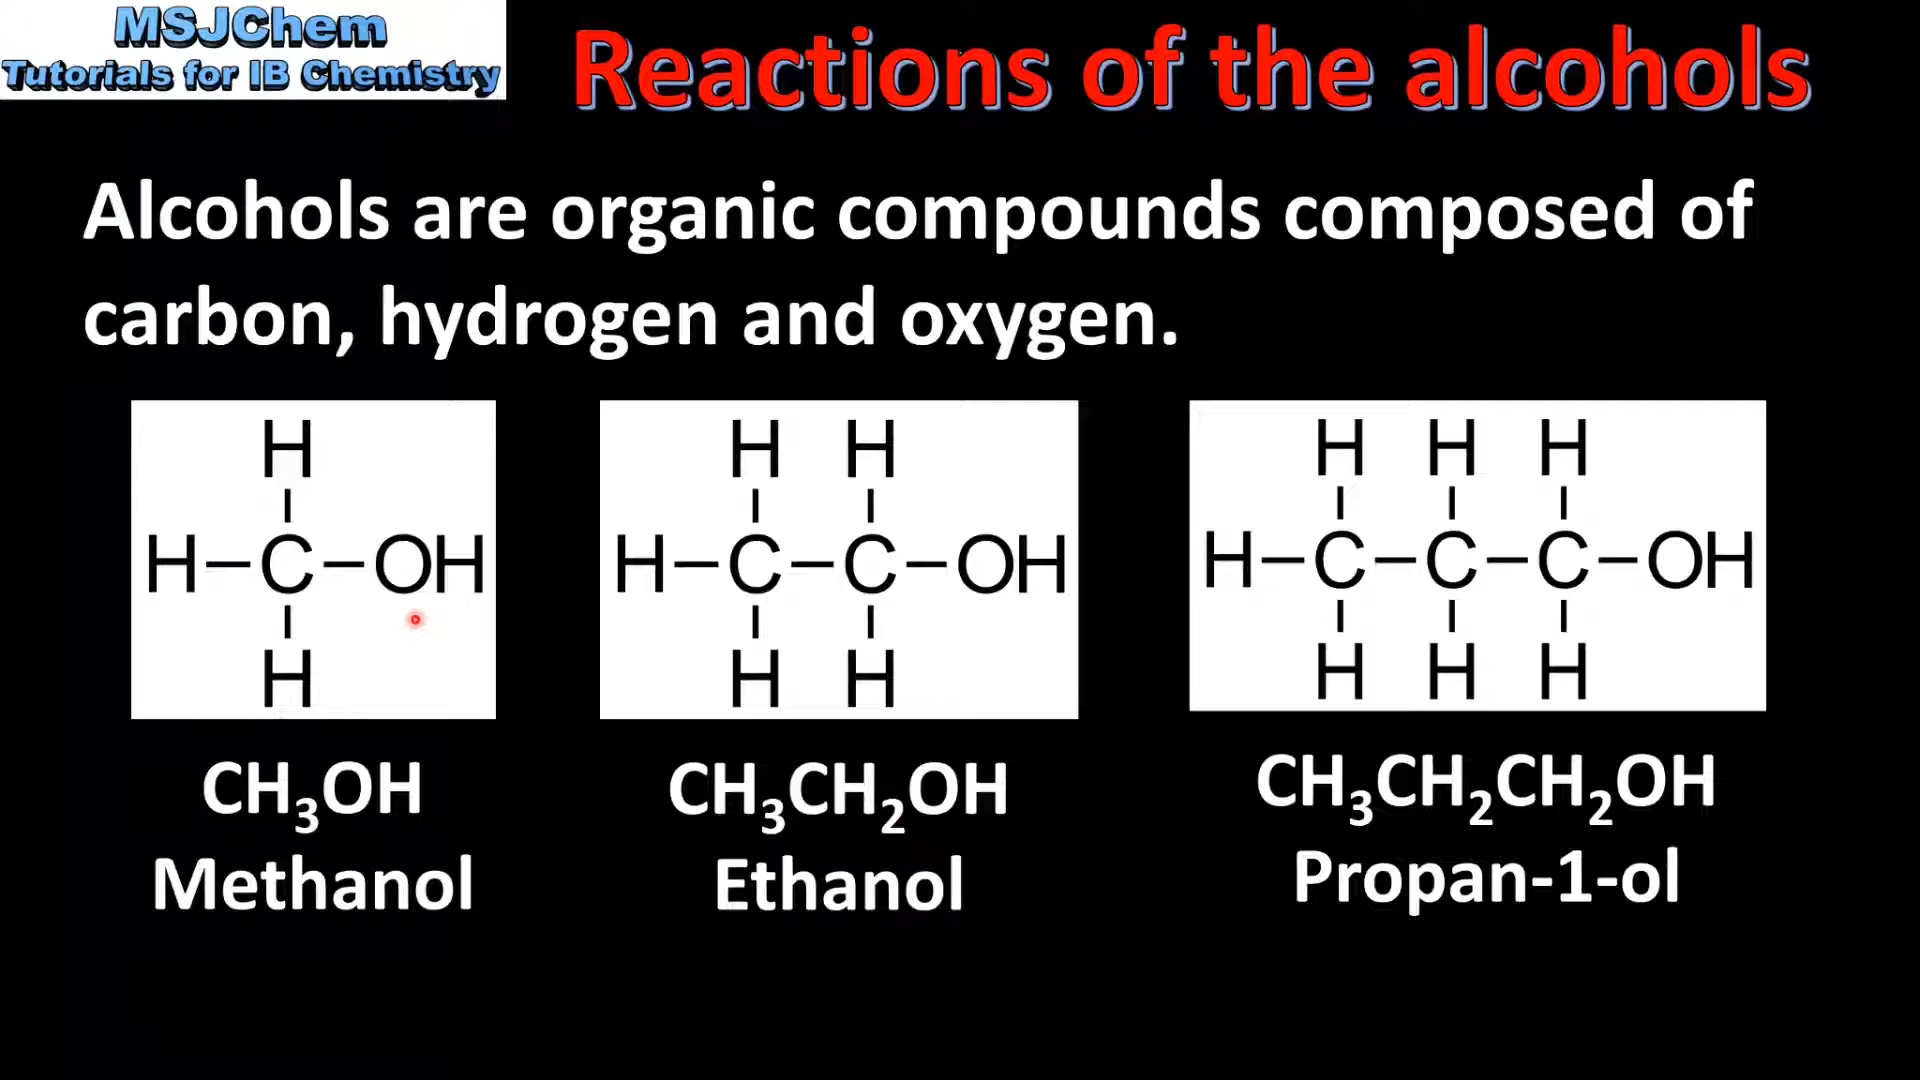 MSJChem
Tutorials for IB Chemistry
Reactions of the alcohols
Alcohols are organic compounds composed of
carbon, hydrogen and oxygen.
H
H–C–OH
H
H H
H–C–C–OH
H H
H H H
H–C–C–C–OH
H H H
CH₃OH
Methanol
CH₃CH₂OH
Ethanol
CH₃CH₂CH₂OH
Propan-1-ol